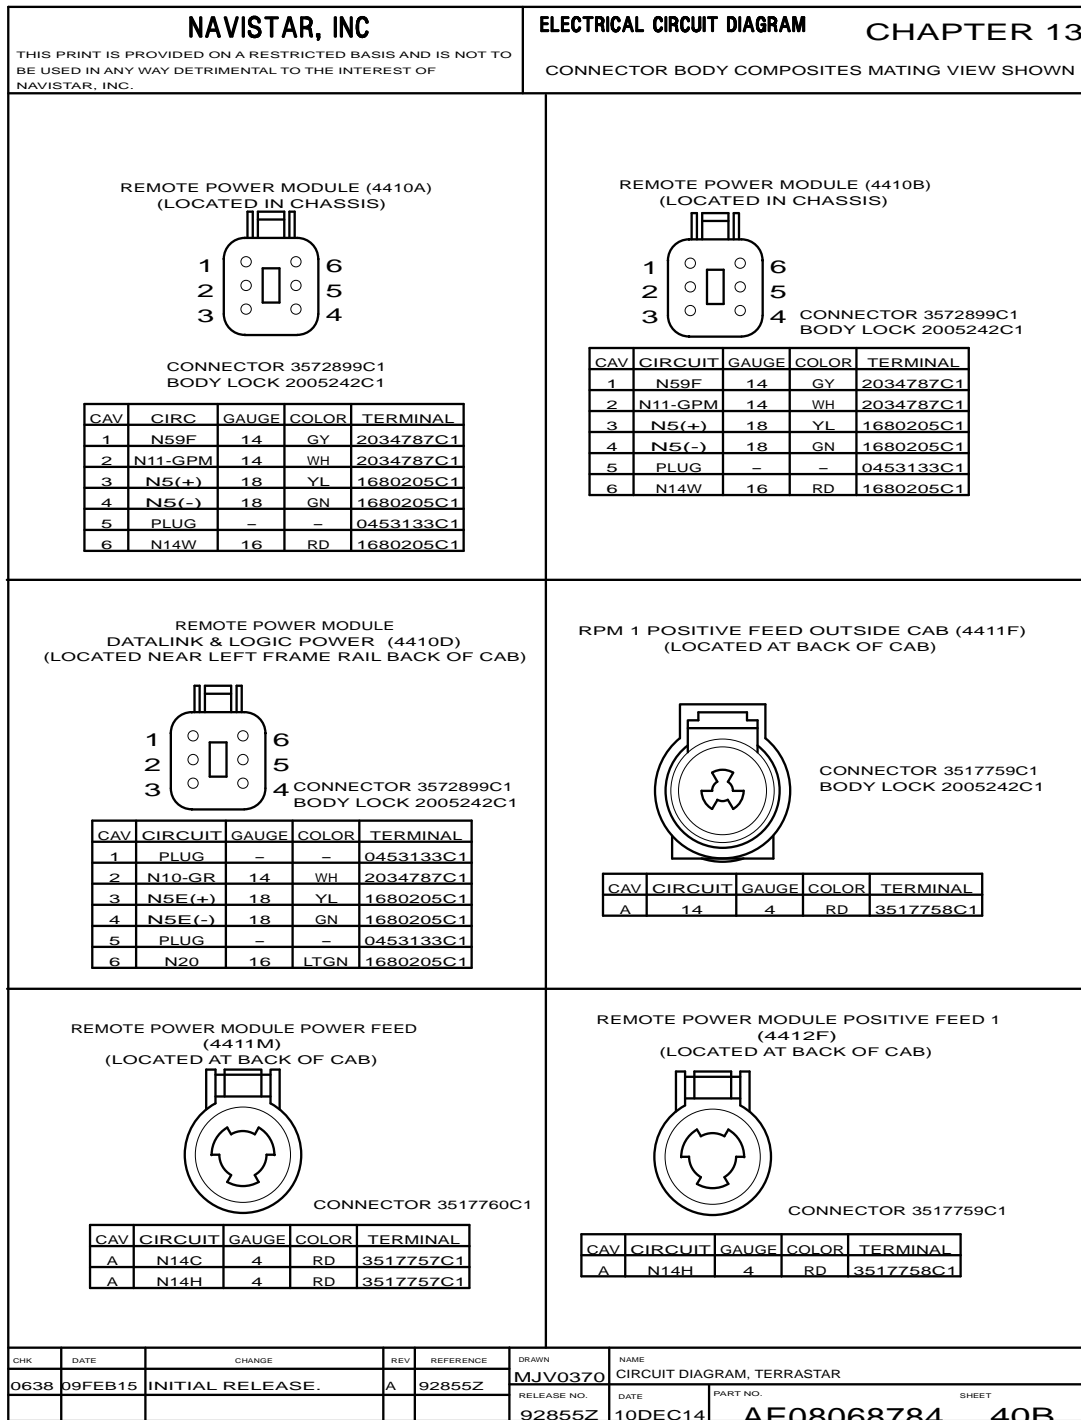 NAVISTAR, INC
THIS PRINT IS PROVIDED ON A RESTRICTED BASIS AND IS NOT TO
BE USED IN ANY WAY DETRIMENTAL TO THE INTEREST OF
NAVISTAR, INC.
ELECTRICAL CIRCUIT DIAGRAM CHAPTER 13
CONNECTOR BODY COMPOSITES MATING VIEW SHOWN
REMOTE POWER MODULE (4410A)
(LOCATED IN CHASSIS)
1 6
2 5
3 4
CONNECTOR 3572899C1
BODY LOCK 2005242C1
CAV CIRC GAUGE COLOR TERMINAL
1 N59F 14 GY 2034787C1
2 N11-GPM 14 WH 2034787C1
3 N5(+) 18 YL 1680205C1
4 N5(-) 18 GN 1680205C1
5 PLUG – – 0453133C1
6 N14W 16 RD 1680205C1
REMOTE POWER MODULE (4410B)
(LOCATED IN CHASSIS)
1 6
2 5
3 4
CONNECTOR 3572899C1
BODY LOCK 2005242C1
CAV CIRCUIT GAUGE COLOR TERMINAL
1 N59F 14 GY 2034787C1
2 N11-GPM 14 WH 2034787C1
3 N5(+) 18 YL 1680205C1
4 N5(-) 18 GN 1680205C1
5 PLUG – – 0453133C1
6 N14W 16 RD 1680205C1
REMOTE POWER MODULE
DATALINK & LOGIC POWER (4410D)
(LOCATED NEAR LEFT FRAME RAIL BACK OF CAB)
1 6
2 5
3 4
CONNECTOR 3572899C1
BODY LOCK 2005242C1
CAV CIRCUIT GAUGE COLOR TERMINAL
1 PLUG – – 0453133C1
2 N10-GR 14 WH 2034787C1
3 N5E(+) 18 YL 1680205C1
4 N5E(-) 18 GN 1680205C1
5 PLUG – – 0453133C1
6 N20 16 LTGN 1680205C1
RPM 1 POSITIVE FEED OUTSIDE CAB (4411F)
(LOCATED AT BACK OF CAB)
CONNECTOR 3517759C1
BODY LOCK 2005242C1
CAV CIRCUIT GAUGE COLOR TERMINAL
A 14 4 RD 3517758C1
REMOTE POWER MODULE POWER FEED
(4411M)
(LOCATED AT BACK OF CAB)
CONNECTOR 3517760C1
CAV CIRCUIT GAUGE COLOR TERMINAL
A N14C 4 RD 3517757C1
A N14H 4 RD 3517757C1
REMOTE POWER MODULE POSITIVE FEED 1
(4412F)
(LOCATED AT BACK OF CAB)
CONNECTOR 3517759C1
CAV CIRCUIT GAUGE COLOR TERMINAL
A N14H 4 RD 3517758C1
CHK DATE CHANGE REV REFERENCE
0638 09FEB15 INITIAL RELEASE. A 92855Z
DRAWN NAME
MJV0370 CIRCUIT DIAGRAM, TERRASTAR
RELEASE NO. DATE PART NO. SHEET
92855Z 10DEC14 AE08068784 40B